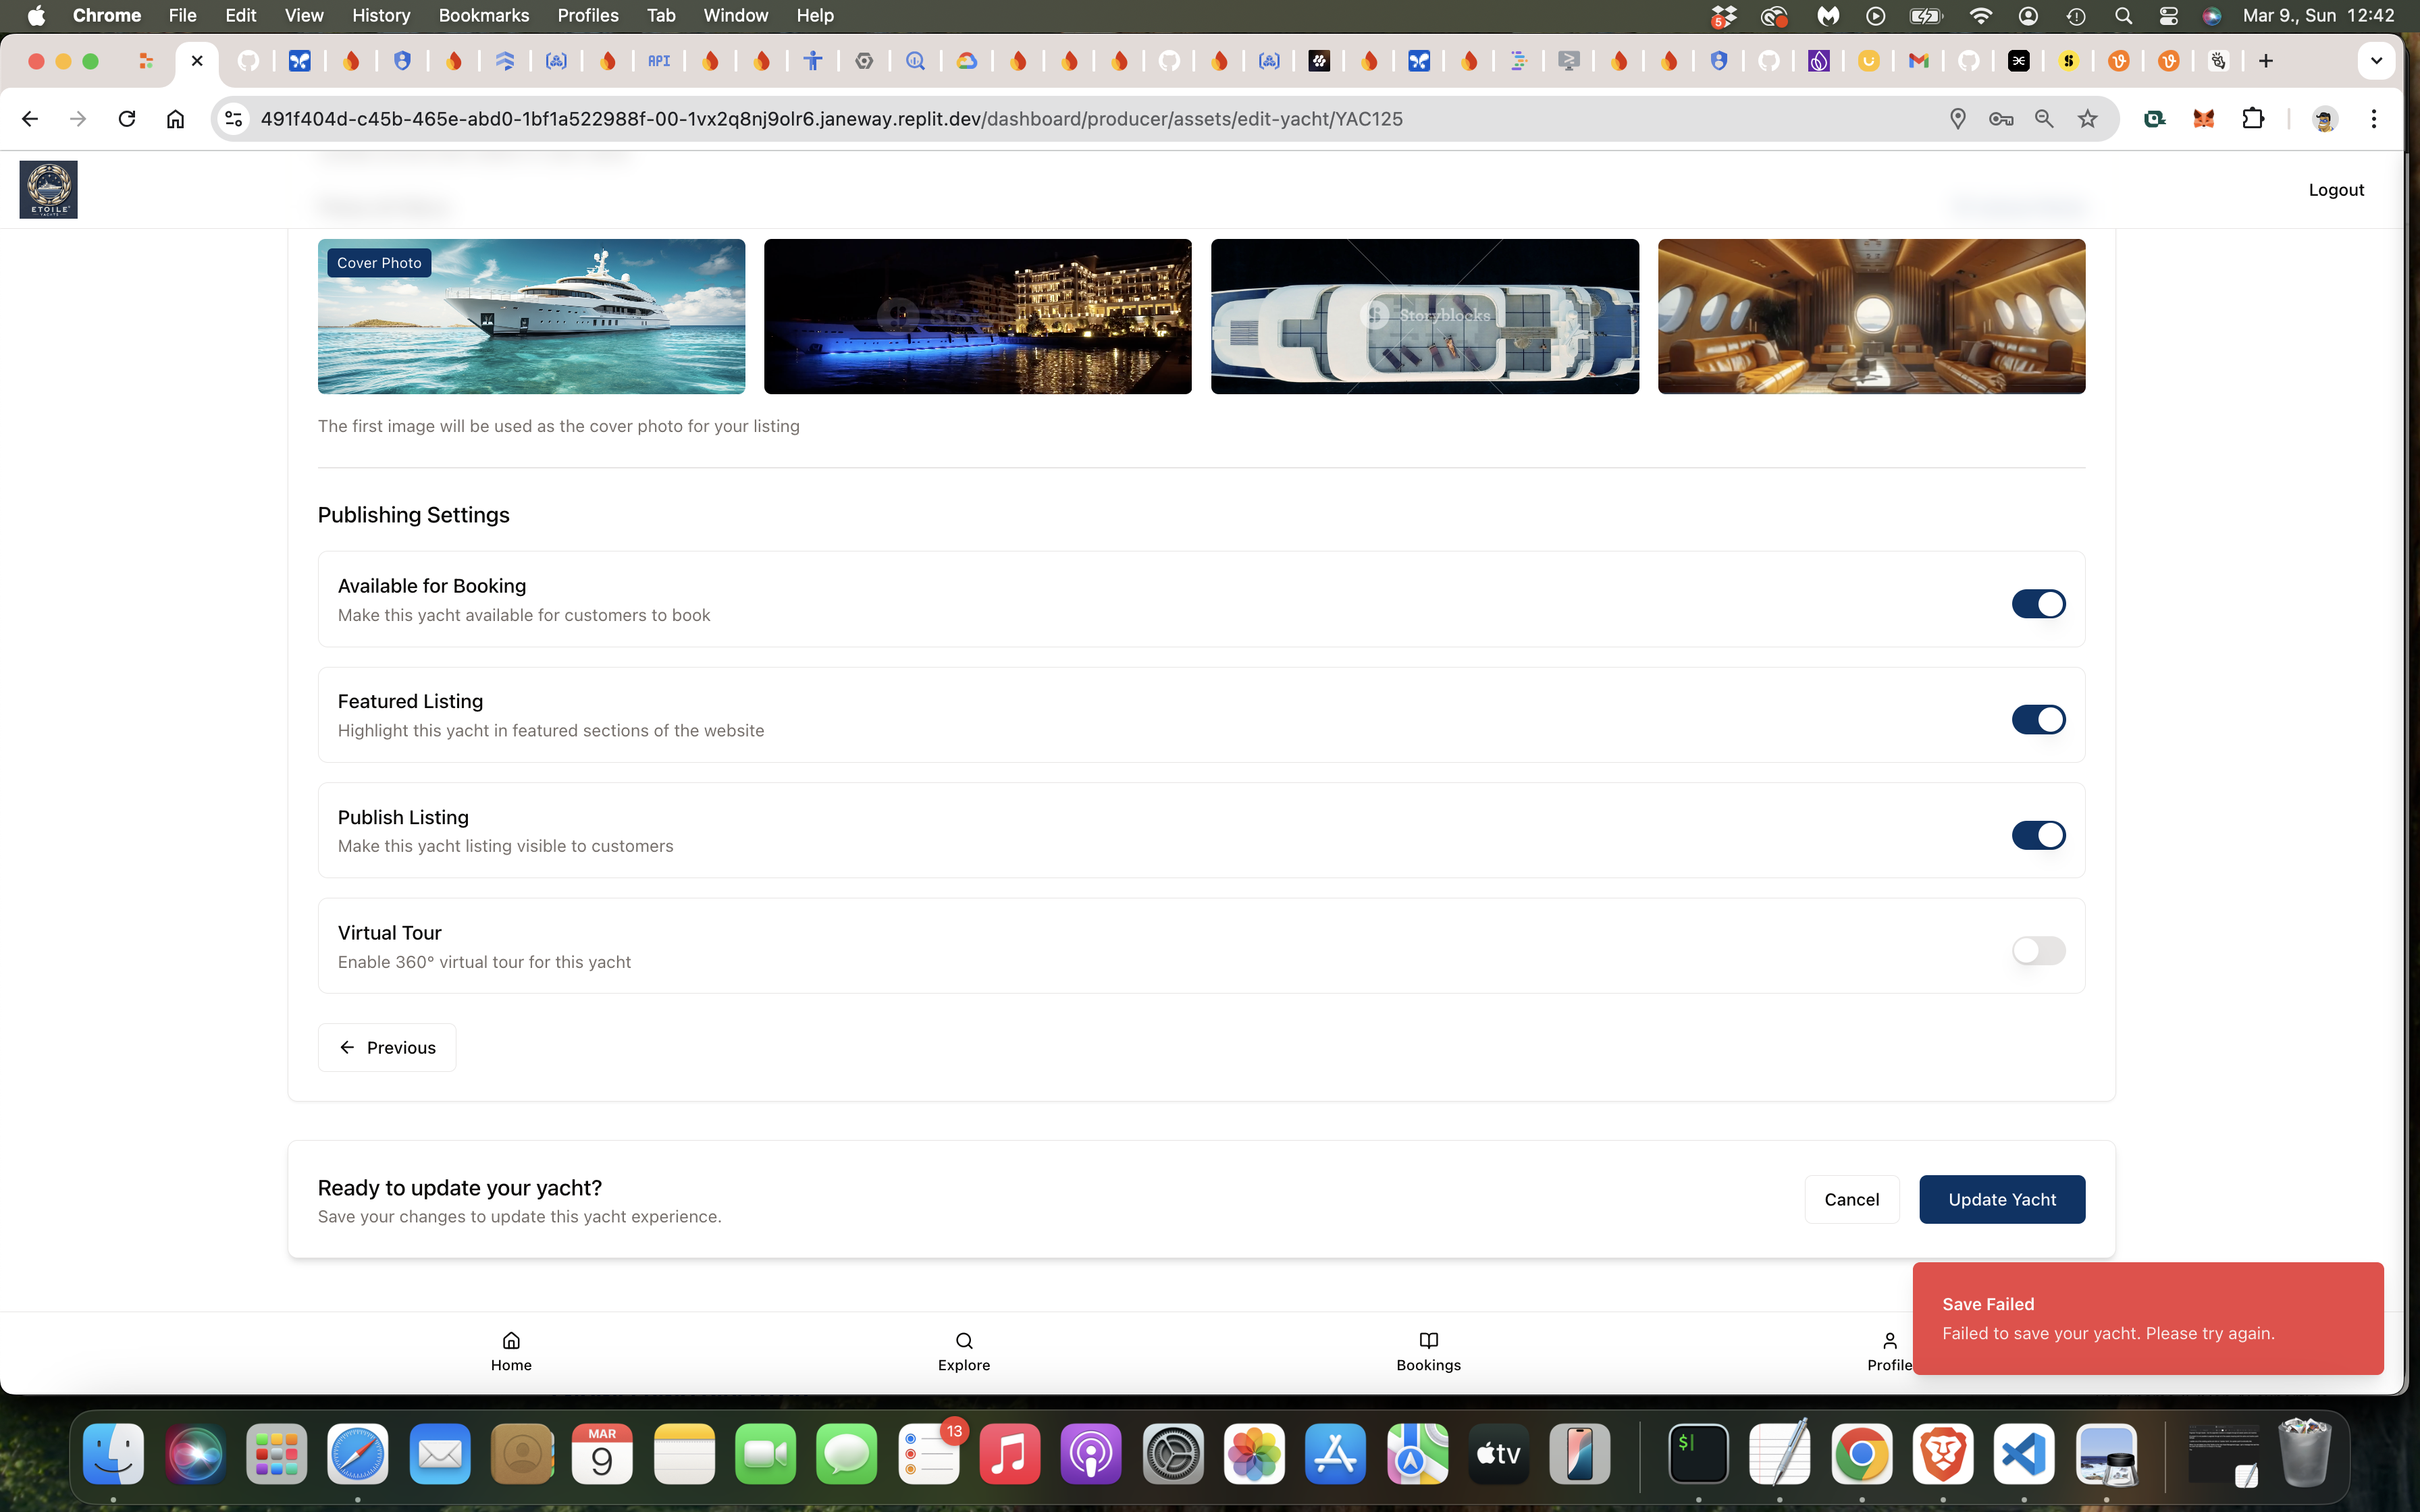 Chrome File Edit View History Bookmarks Profiles Tab Window Help
5
Mar 9., Sun 12:42
API
491f404d-c45b-465e-abd0-1bf1a522988f-00-1vx2q8nj9olr6.janeway.replit.dev/dashboard/producer/assets/edit-yacht/YAC125
ETOILE
YACHTS
Logout
Cover Photo
Storyblocks
The first image will be used as the cover photo for your listing
Publishing Settings
Available for Booking
Make this yacht available for customers to book
Featured Listing
Highlight this yacht in featured sections of the website
Publish Listing
Make this yacht listing visible to customers
Virtual Tour
Enable 360° virtual tour for this yacht
Previous
Ready to update your yacht?
Save your changes to update this yacht experience.
Cancel
Update Yacht
Save Failed
Failed to save your yacht. Please try again.
Home
Explore
Bookings
Profile
MAR
9
13
tv
$